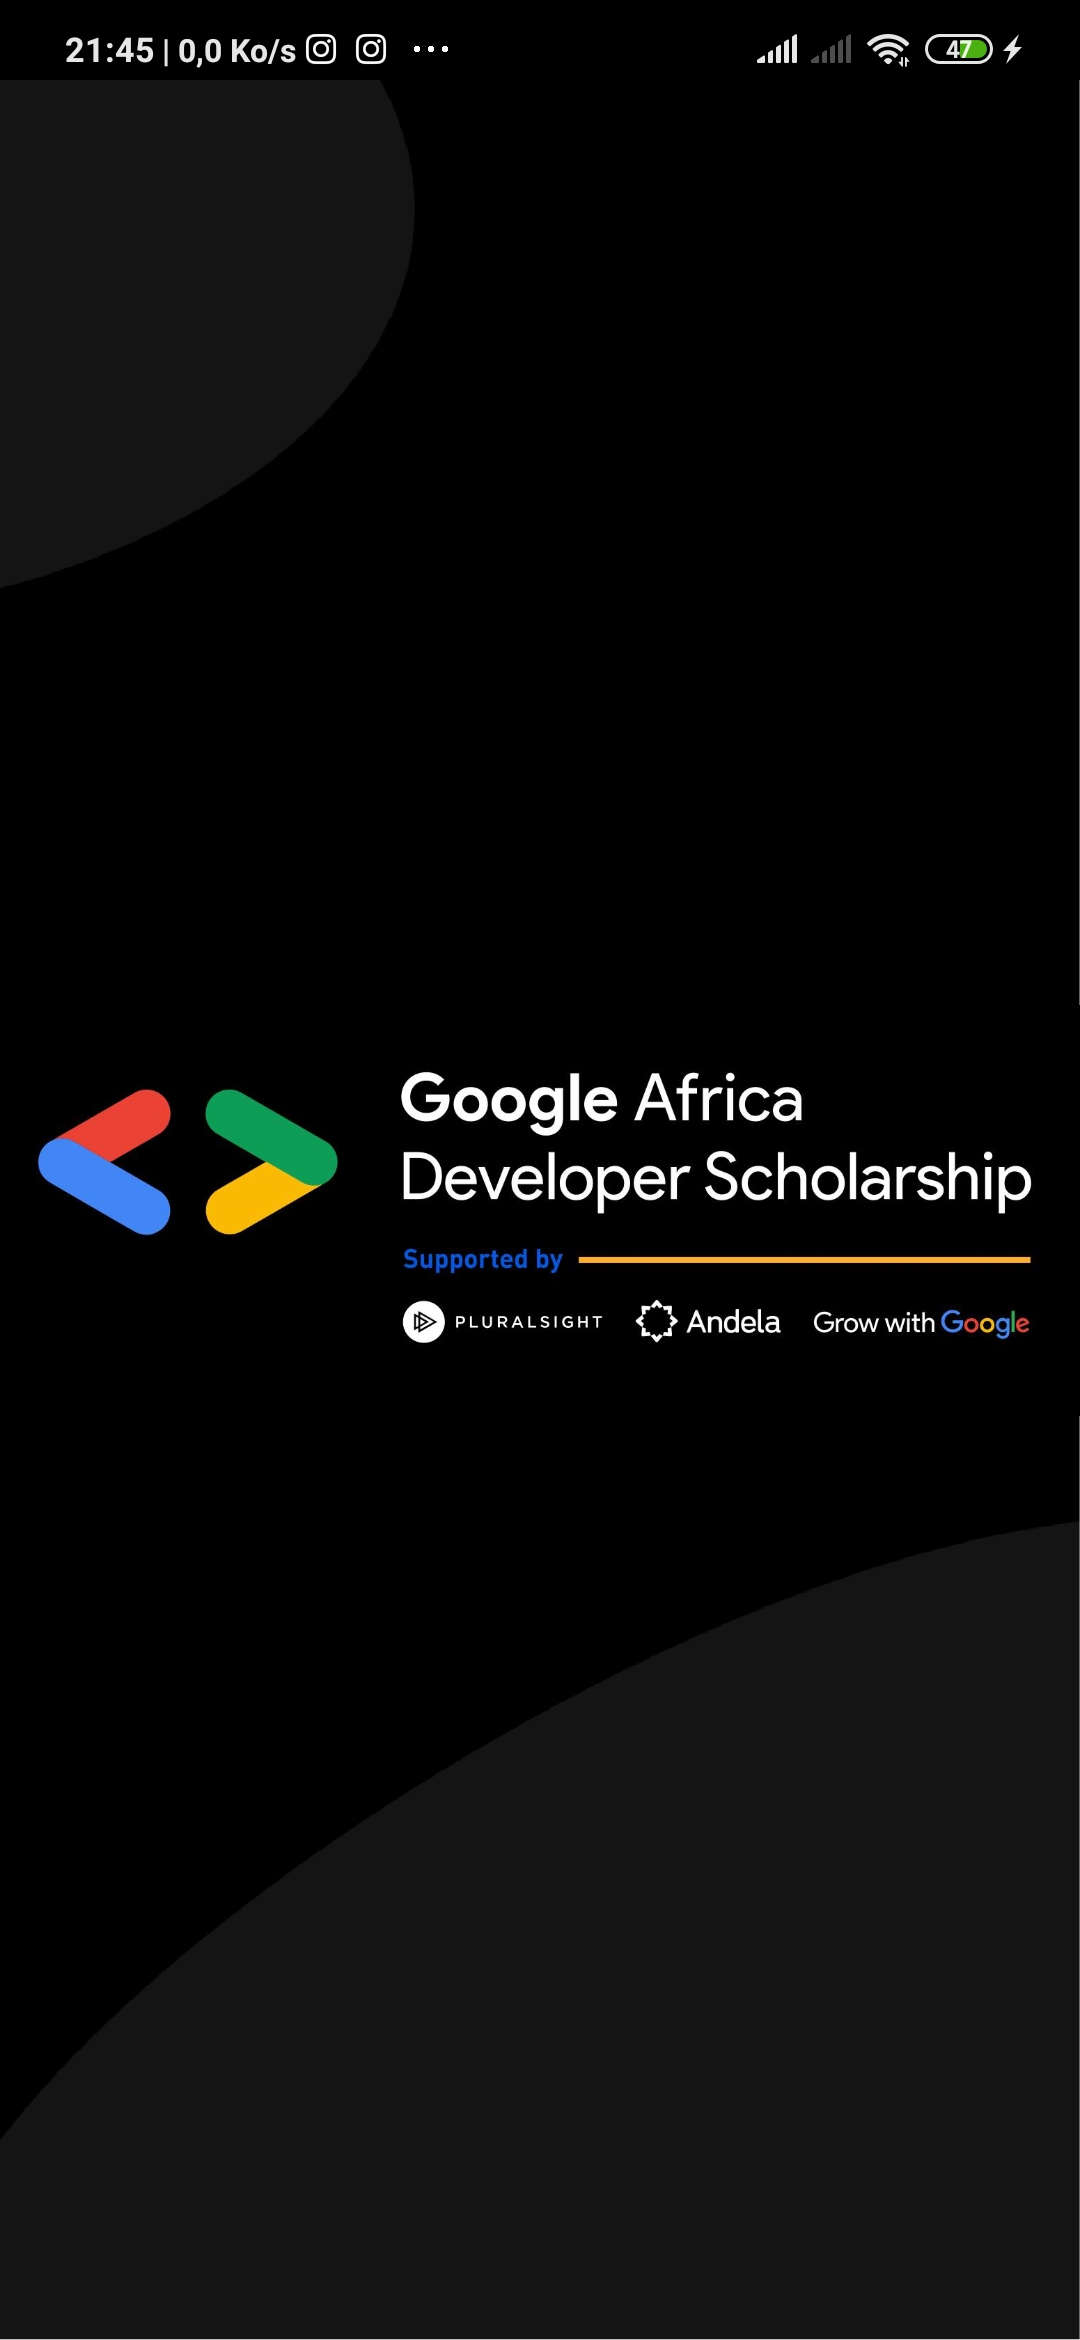 21:45 | 0,0 Ko/s
47
Google Africa
Developer Scholarship
Supported by
PLURALSIGHT Andela Grow with Google